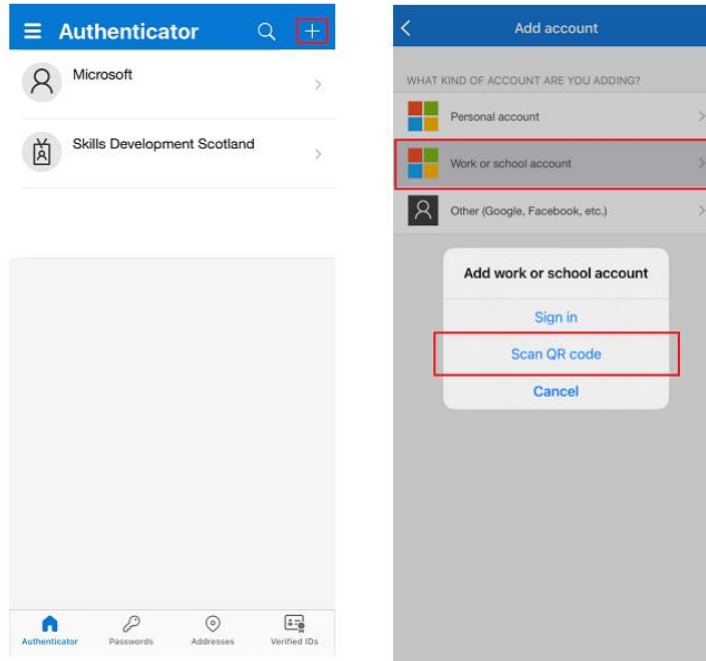 Authenticator
Microsoft
Skills Development Scotland
Authenticator Passwords Addresses Verified IDs
Add account
WHAT KIND OF ACCOUNT ARE YOU ADDING?
Personal account
Work or school account
Other (Google, Facebook, etc.)
Add work or school account
Sign in
Scan QR code
Cancel